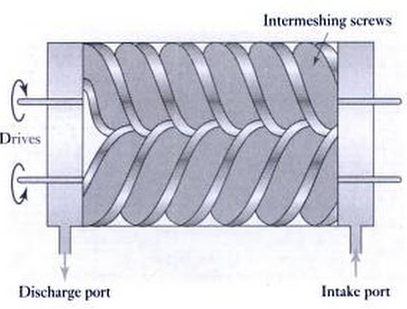 Intermeshing screws
Drives
Discharge port
Intake port